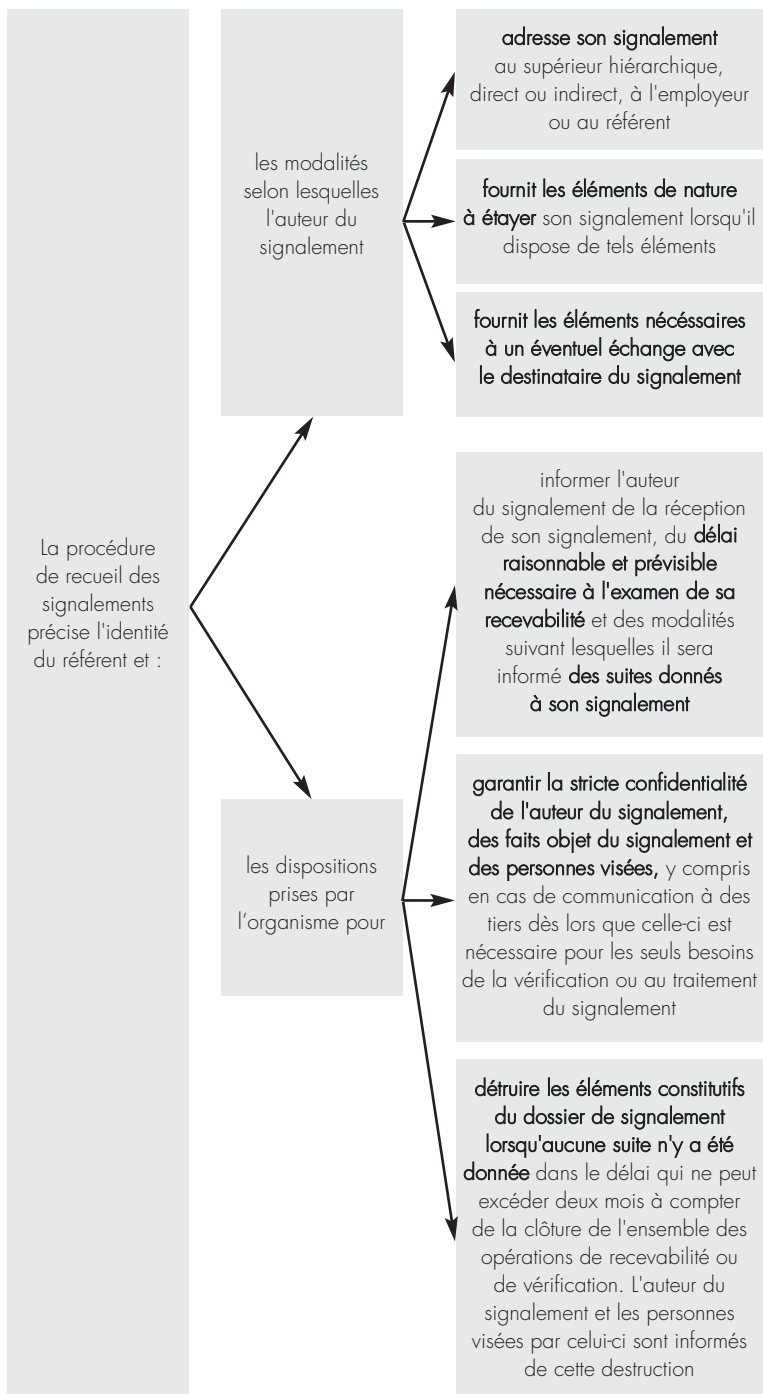 La procédure
de recueil des
signalements
précise l'identité
du référent et :
les modalités
selon lesquelles
l'auteur du
signalement
adresse son signalement
au supérieur hiérarchique,
direct ou indirect, à l'employeur
ou au référent
fournit les éléments de nature
à étayer son signalement lorsqu'il
dispose de tels éléments
fournit les éléments nécéssaires
à un éventuel échange avec
le destinataire du signalement
les dispositions
prises par
l'organisme pour
informer l'auteur
du signalement de la réception
de son signalement, du délai
raisonnable et prévisible
nécessaire à l'examen de sa
recevabilité et des modalités
suivant lesquelles il sera
informé des suites donnés
à son signalement
garantir la stricte confidentialité
de l'auteur du signalement,
des faits objet du signalement et
des personnes visées, y compris
en cas de communication à des
tiers dès lors que celle-ci est
nécessaire pour les seuls besoins
de la vérification ou au traitement
du signalement
détruire les éléments constitutifs
du dossier de signalement
lorsqu'aucune suite n'y a été
donnée dans le délai qui ne peut
excéder deux mois à compter
de la clôture de l'ensemble des
opérations de recevabilité ou
de vérification. L'auteur du
signalement et les personnes
visées par celui-ci sont informés
de cette destruction